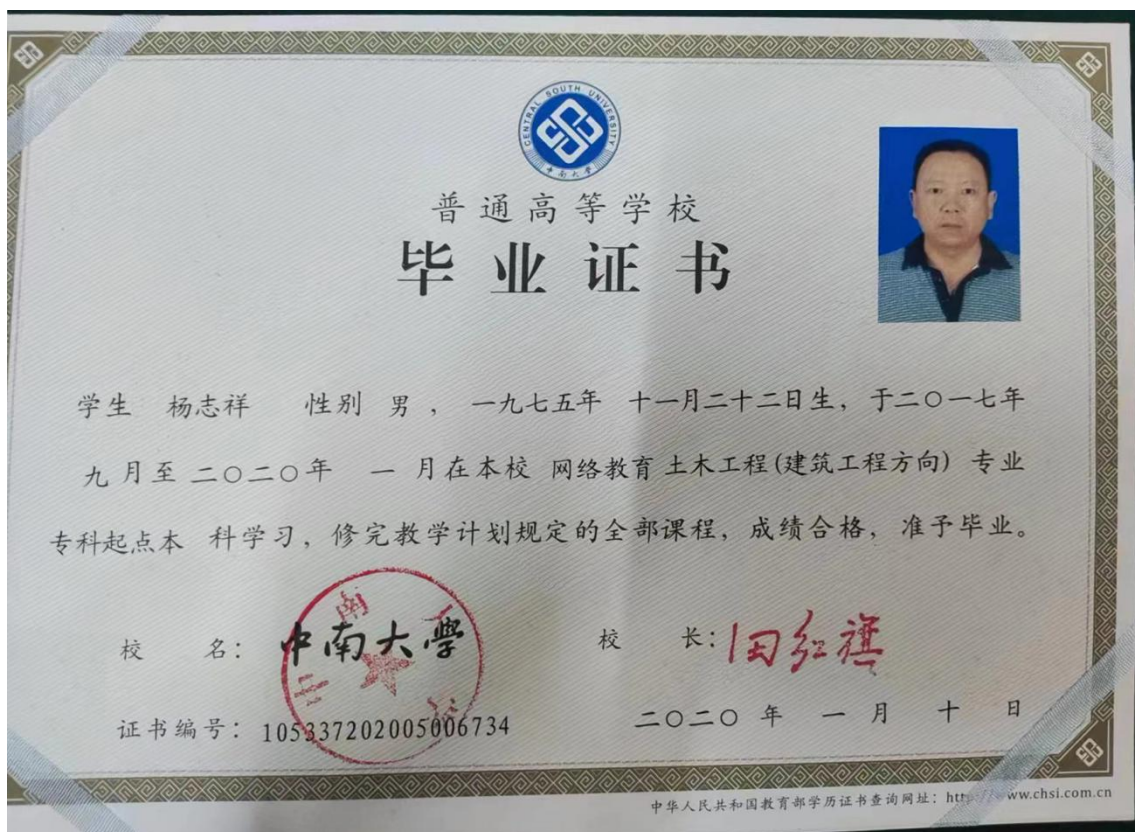 CENTRAL SOUTH UNIVERSITY
中南大学
普通高等学校
毕业证书
学生 杨志祥 性别 男 , 一九七五年 十一月二十二日生, 于二〇一七年
九月至二〇二〇年 一月在本校 网络教育 土木工程(建筑工程方向) 专业
专科起点本 科学习, 修完教学计划规定的全部课程, 成绩合格, 准予毕业。
校 名: 中南大學
校 长: 田红旗
证书编号: 105337202005006734
二〇二〇 年 一 月 十 日
中华人民共和国教育部学历证书查询网址: http://www.chsi.com.cn